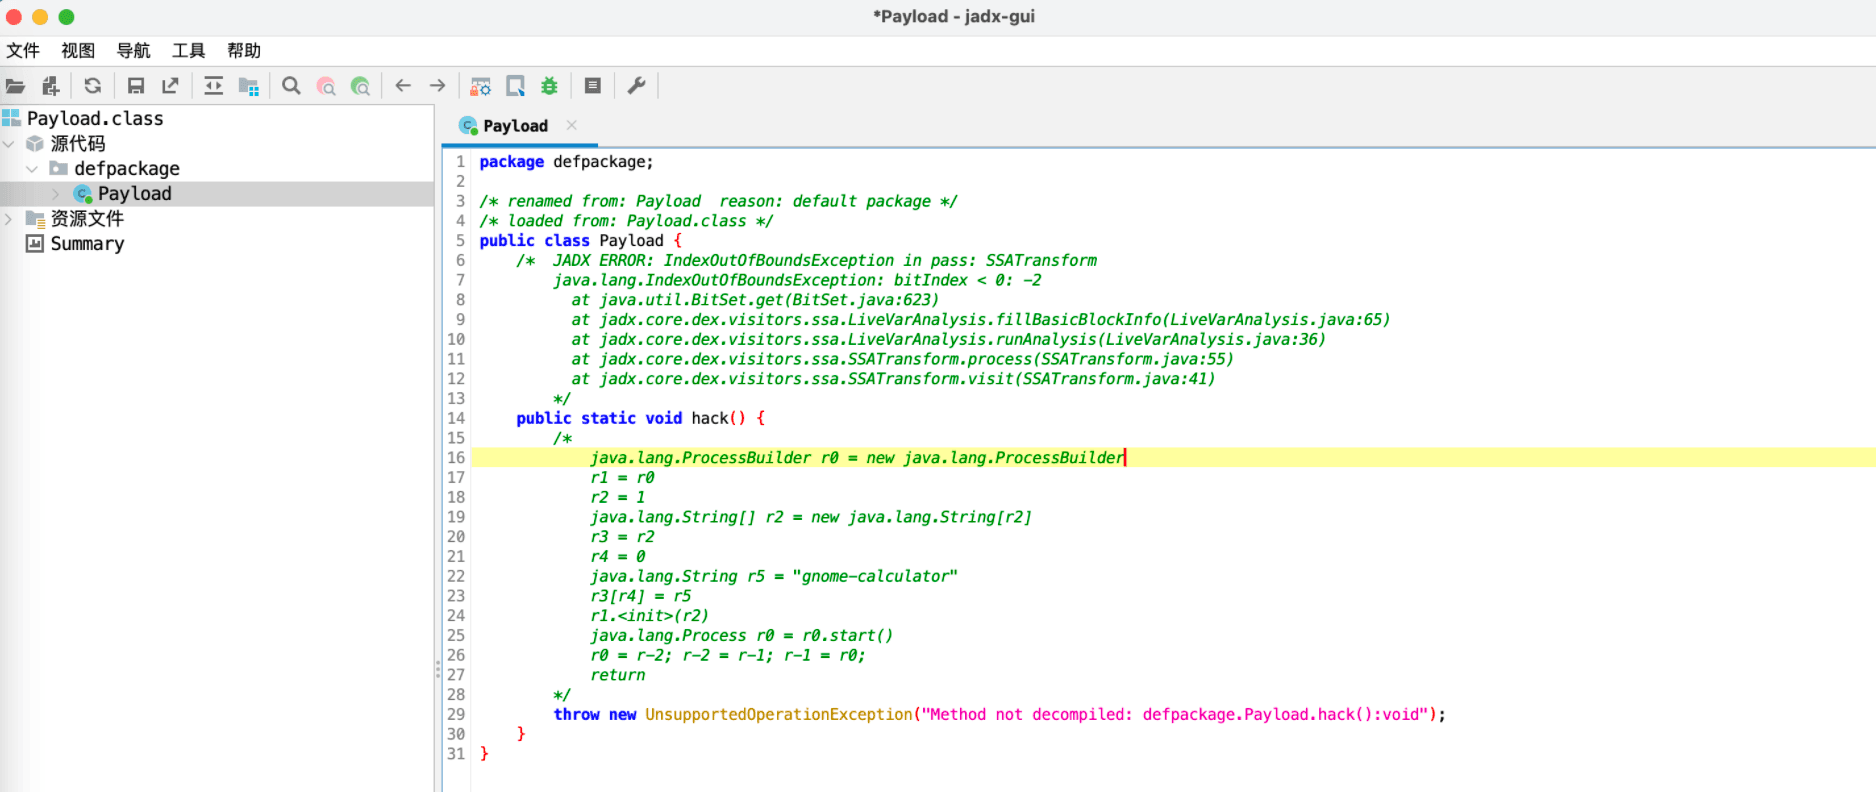 *Payload - jadx-gui
文件 视图 导航 工具 帮助
Payload.class
源代码
defpackage
Payload
资源文件
Summary
Payload
1 package defpackage;
2
3 /* renamed from: Payload  reason: default package */
4 /* loaded from: Payload.class */
5 public class Payload {
6 /*  JADX ERROR: IndexOutOfBoundsException in pass: SSATransform
7 java.lang.IndexOutOfBoundsException: bitIndex < 0: -2
8 at java.util.BitSet.get(BitSet.java:623)
9 at jadx.core.dex.visitors.ssa.LiveVarAnalysis.fillBasicBlockInfo(LiveVarAnalysis.java:65)
10 at jadx.core.dex.visitors.ssa.LiveVarAnalysis.runAnalysis(LiveVarAnalysis.java:36)
11 at jadx.core.dex.visitors.ssa.SSATransform.process(SSATransform.java:55)
12 at jadx.core.dex.visitors.ssa.SSATransform.visit(SSATransform.java:41)
13 */
14 public static void hack() {
15 /*
16 java.lang.ProcessBuilder r0 = new java.lang.ProcessBuilder
17 r1 = r0
18 r2 = 1
19 java.lang.String[] r2 = new java.lang.String[r2]
20 r3 = r2
21 r4 = 0
22 java.lang.String r5 = "gnome-calculator"
23 r3[r4] = r5
24 r1.<init>(r2)
25 java.lang.Process r0 = r0.start()
26 r0 = r-2; r-2 = r-1; r-1 = r0;
27 return
28 */
29 throw new UnsupportedOperationException("Method not decompiled: defpackage.Payload.hack():void");
30 }
31 }